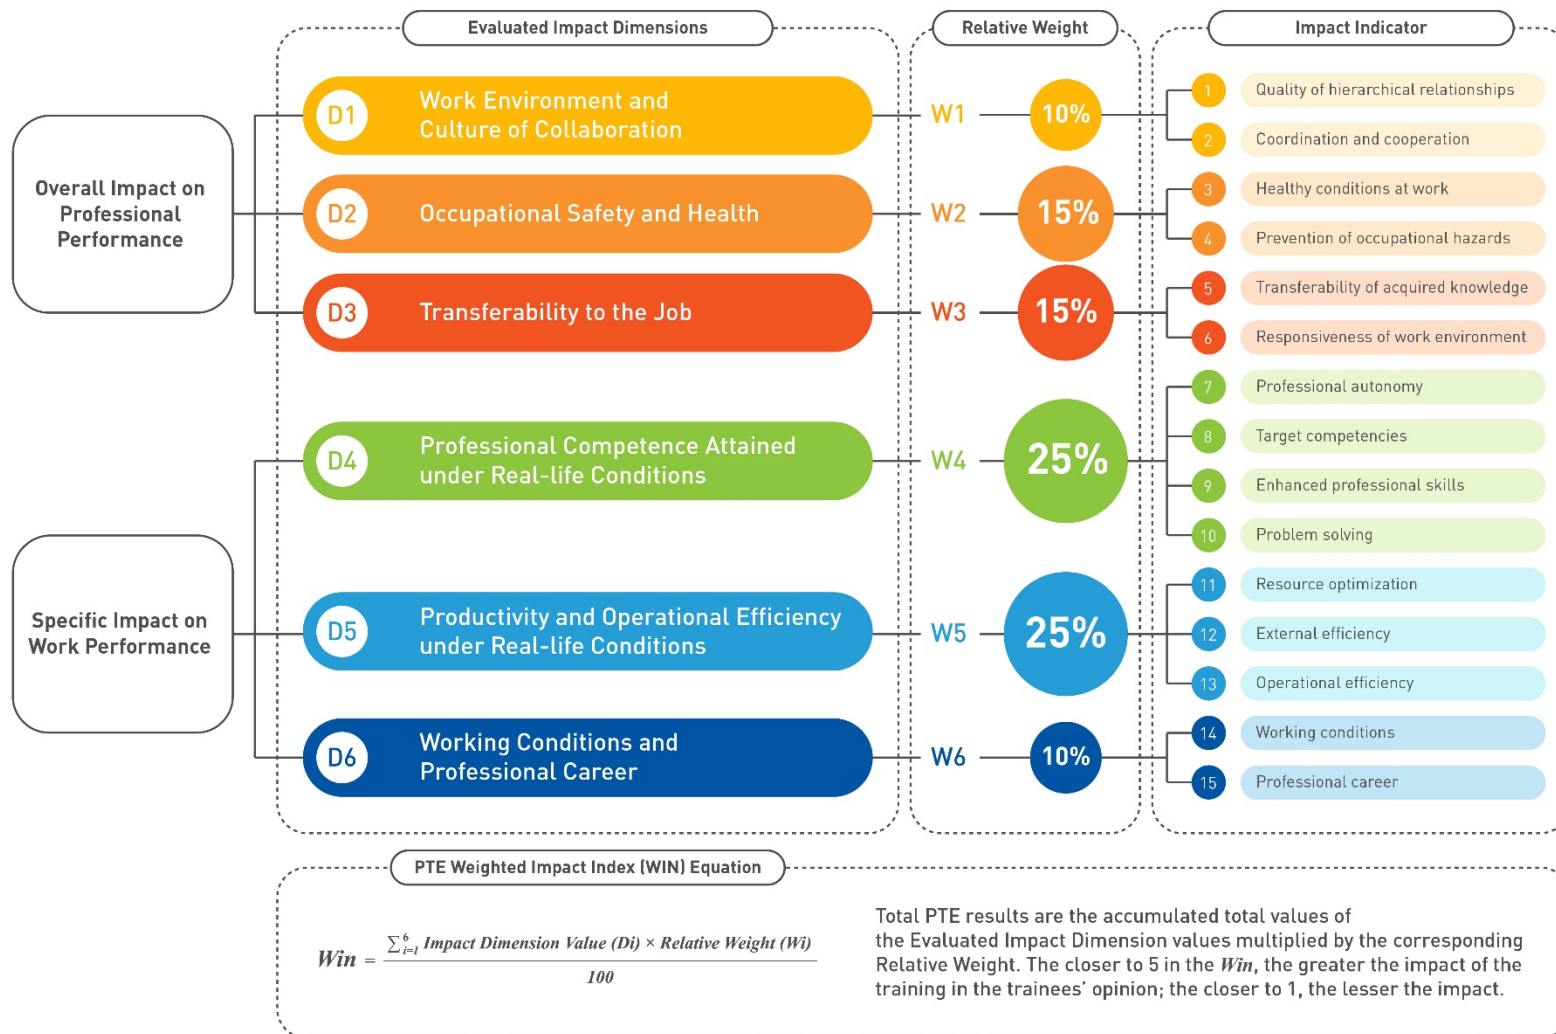 Evaluated Impact Dimensions
Relative Weight
Impact Indicator
Overall Impact on
Professional
Performance
D1
Work Environment and
Culture of Collaboration
W1
10%
1
Quality of hierarchical relationships
2
Coordination and cooperation
D2
Occupational Safety and Health
W2
15%
3
Healthy conditions at work
4
Prevention of occupational hazards
D3
Transferability to the Job
W3
15%
5
Transferability of acquired knowledge
6
Responsiveness of work environment
Specific Impact on
Work Performance
D4
Professional Competence Attained
under Real-life Conditions
W4
25%
7
Professional autonomy
8
Target competencies
9
Enhanced professional skills
10
Problem solving
D5
Productivity and Operational Efficiency
under Real-life Conditions
W5
25%
11
Resource optimization
12
External efficiency
13
Operational efficiency
D6
Working Conditions and
Professional Career
W6
10%
14
Working conditions
15
Professional career
PTE Weighted Impact Index (WIN) Equation
Win = ∑ 6 i=1 Impact Dimension Value (Di) × Relative Weight (Wi)
100
Total PTE results are the accumulated total values of
the Evaluated Impact Dimension values multiplied by the corresponding
Relative Weight. The closer to 5 in the Win, the greater the impact of the
training in the trainees’ opinion; the closer to 1, the lesser the impact.